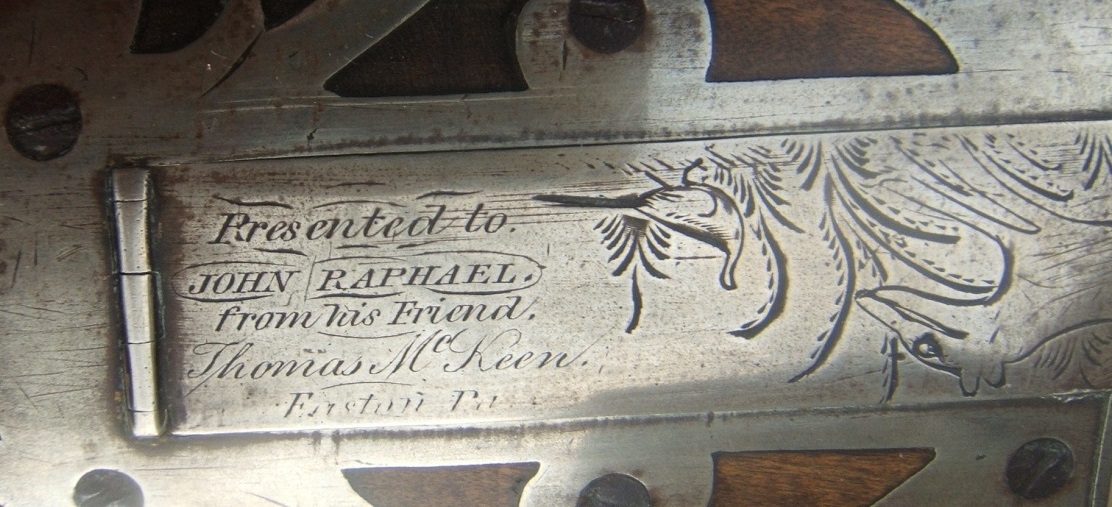 Presented to.
JOHN RAPHAEL.
from his Friend.
Thomas McKeen.
Easton Pa